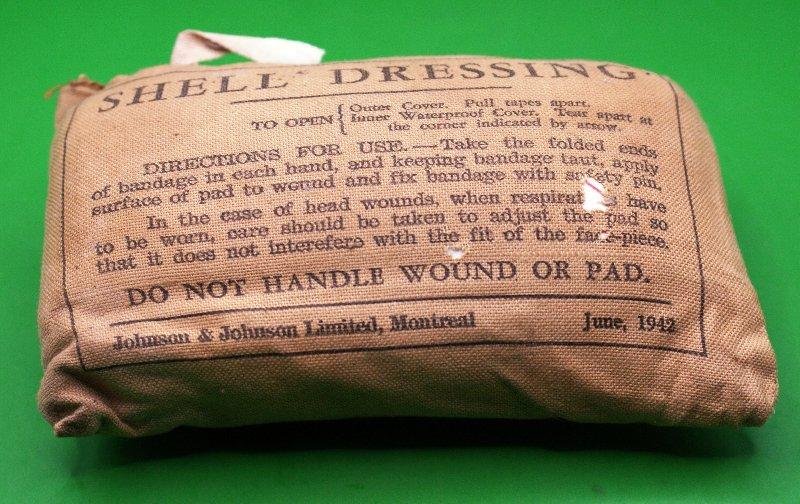 SHELL DRESSING.
TO OPEN { Outer Cover. Pull tapes apart.
Inner Waterproof Cover. Tear apart at
the corner indicated by arrow.
DIRECTIONS FOR USE.—Take the folded ends
of bandage in each hand, and keeping bandage taut, apply
surface of pad to wound and fix bandage with safety pin.
In the case of head wounds, when respirat s have
to be worn, care should be taken to adjust the pad so
that it does not interefere with the fit of the face-piece.
DO NOT HANDLE WOUND OR PAD.
Johnson & Johnson Limited, Montreal June, 1942